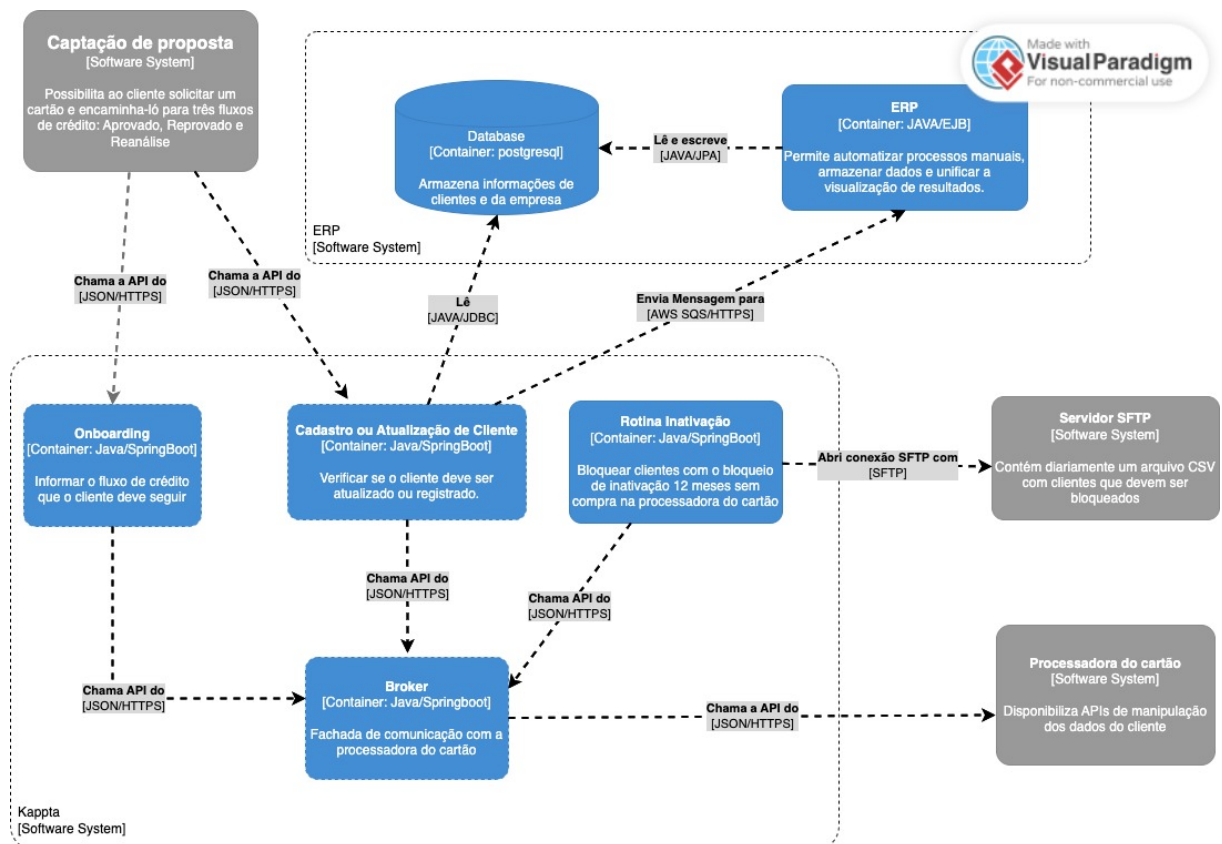 Captação de proposta
[Software System]
Possibilita ao cliente solicitar um
cartão e encaminha-ló para três fluxos
de crédito: Aprovado, Reprovado e
Reanálise
Made with
VisualParadigm
For non-commercial use
Database
[Container: postgresql]
Armazena informações de
clientes e da empresa
Lê e escreve
[JAVA/JPA]
ERP
[Container: JAVA/EJB]
Permite automatizar processos manuais,
armazenar dados e unificar a
visualização de resultados.
ERP
[Software System]
Chama a API do
[JSON/HTTPS]
Chama a API do
[JSON/HTTPS]
Lê
[JAVA/JDBC]
Envia Mensagem para
[AWS SQS/HTTPS]
Onboarding
[Container: Java/SpringBoot]
Informar o fluxo de crédito
que o cliente deve seguir
Cadastro ou Atualização de Cliente
[Container: Java/SpringBoot]
Verificar se o cliente deve ser
atualizado ou registrado.
Rotina Inativação
[Container: Java/SpringBoot]
Bloquear clientes com o bloqueio
de inativação 12 meses sem
compra na processadora do cartão
Abri conexão SFTP com
[SFTP]
Servidor SFTP
[Software System]
Contém diariamente um arquivo CSV
com clientes que devem ser
bloqueados
Chama API do
[JSON/HTTPS]
Chama API do
[JSON/HTTPS]
Chama API do
[JSON/HTTPS]
Broker
[Container: Java/Springboot]
Fachada de comunicação com a
processadora do cartão
Chama a API do
[JSON/HTTPS]
Processadora do cartão
[Software System]
Disponibiliza APIs de manipulação
dos dados do cliente
Kappta
[Software System]